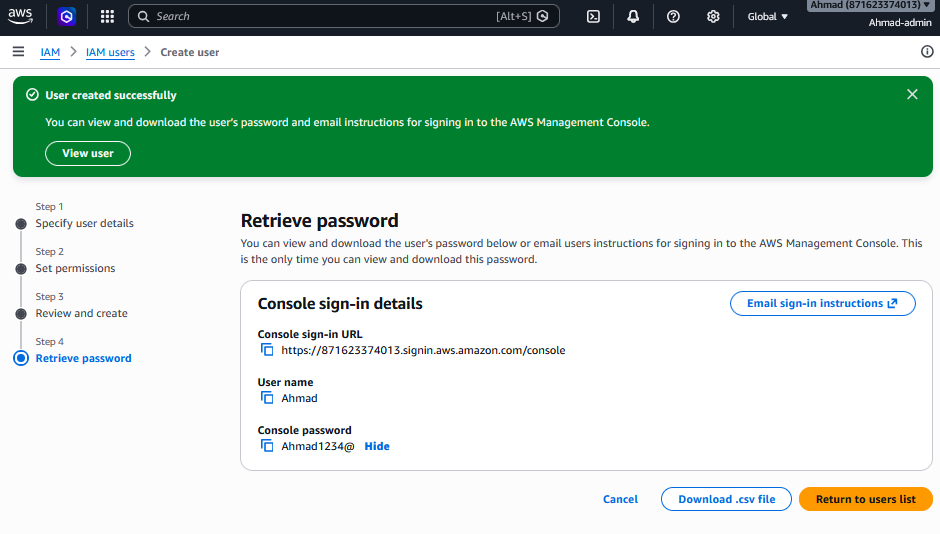 aws
Search
[Alt+S]
Global
Ahmad (871623374013)
Ahmad-admin
IAM
IAM users
Create user
User created successfully
You can view and download the user's password and email instructions for signing in to the AWS Management Console.
View user
Step 1
Specify user details
Step 2
Set permissions
Step 3
Review and create
Step 4
Retrieve password
Retrieve password
You can view and download the user's password below or email users instructions for signing in to the AWS Management Console. This
is the only time you can view and download this password.
Console sign-in details
Email sign-in instructions
Console sign-in URL
https://871623374013.signin.aws.amazon.com/console
User name
Ahmad
Console password
Ahmad1234@ Hide
Cancel
Download .csv file
Return to users list